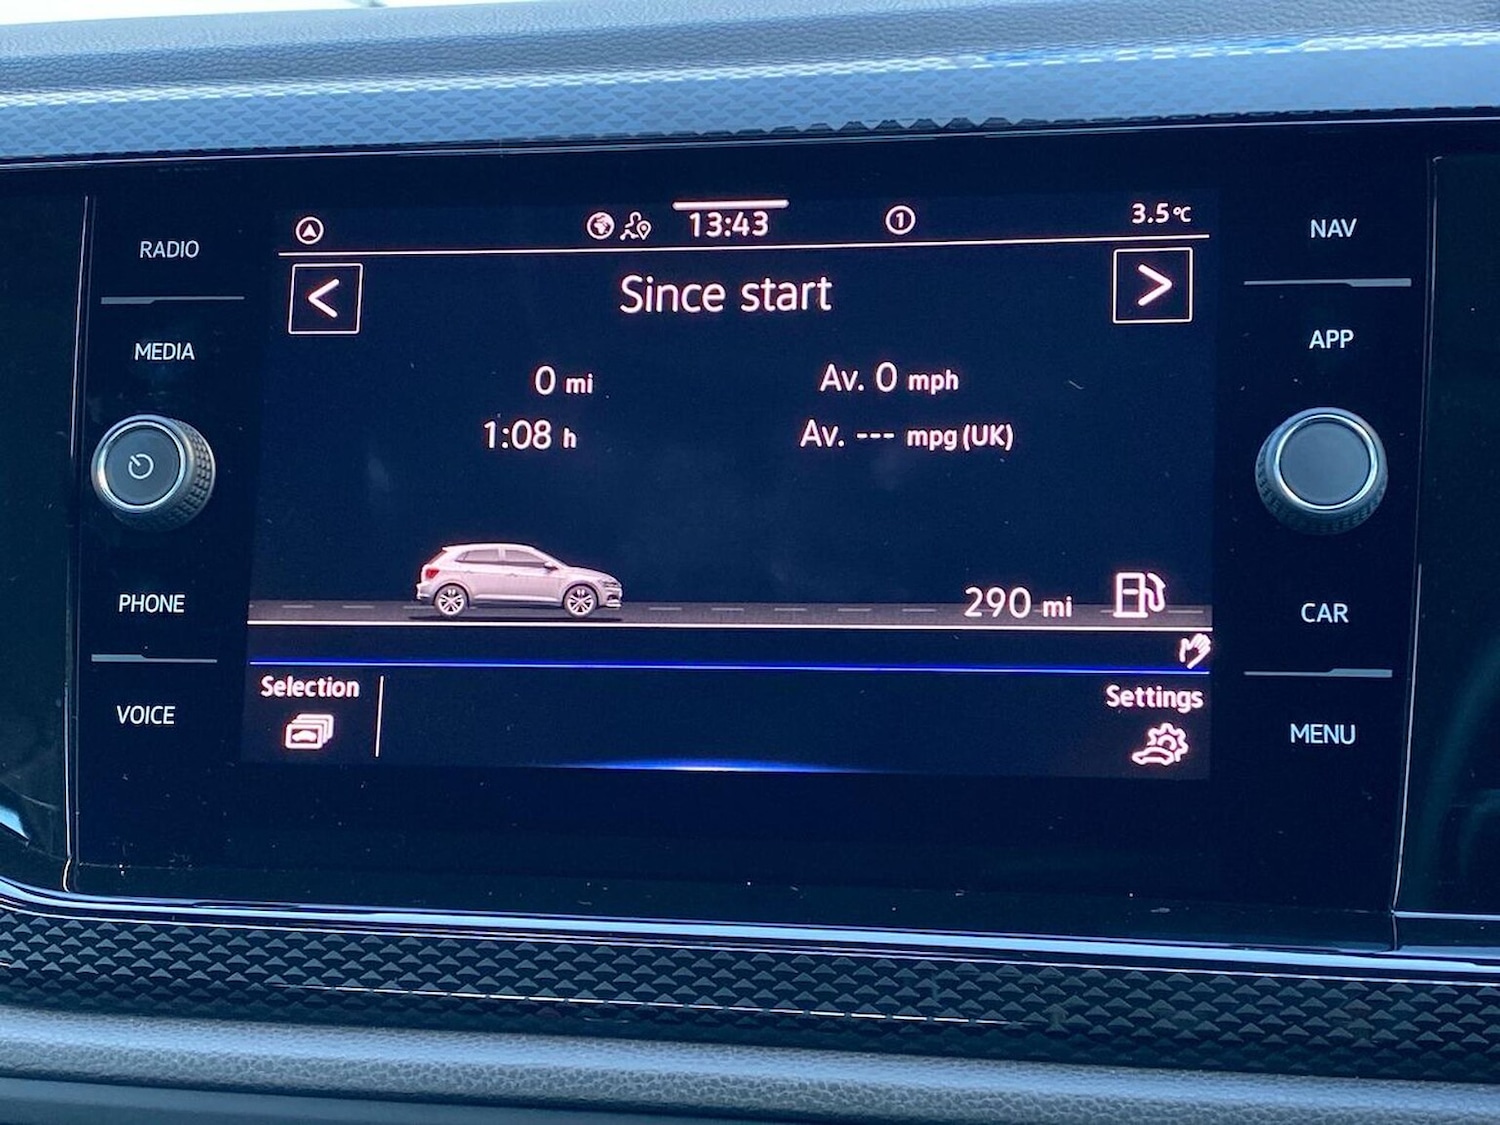 13:43
1
3.5°C
< Since start >
0 mi
Av. 0 mph
1:08 h
Av. --- mpg (UK)
290 mi
Selection
Settings
RADIO
MEDIA
PHONE
VOICE
NAV
APP
CAR
MENU